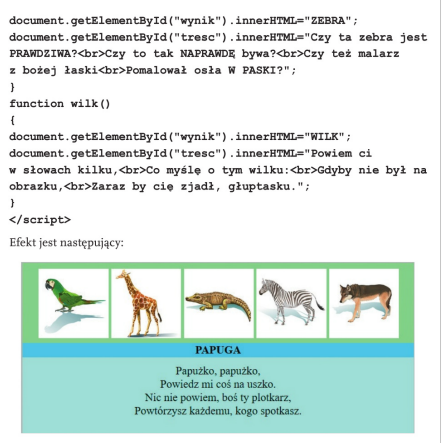 document.getElementById("wynik").innerHTML="ZEBRA";
document.getElementById("tresc").innerHTML="Czy ta zebra jest
PRAWDZIWA?<br>Czy to tak NAPRAWDĘ bywa?<br>Czy też malarz
z bożej łaski<br>Pomalował osła W PASKI?";
}
function wilk()
{
document.getElementById("wynik").innerHTML="WILK";
document.getElementById("tresc").innerHTML="Powiem ci
w słowach kilku,<br>Co myślę o tym wilku:<br>Gdyby nie był na
obrazku,<br>Zaraz by cię zjadł, głuptasku.";
}
</script>
Efekt jest następujący:
PAPUGA
Papużko, papużko,
Powiedz mi coś na uszko.
Nic nie powiem, boś ty plotkarz,
Powtórzysz każdemu, kogo spotkasz.